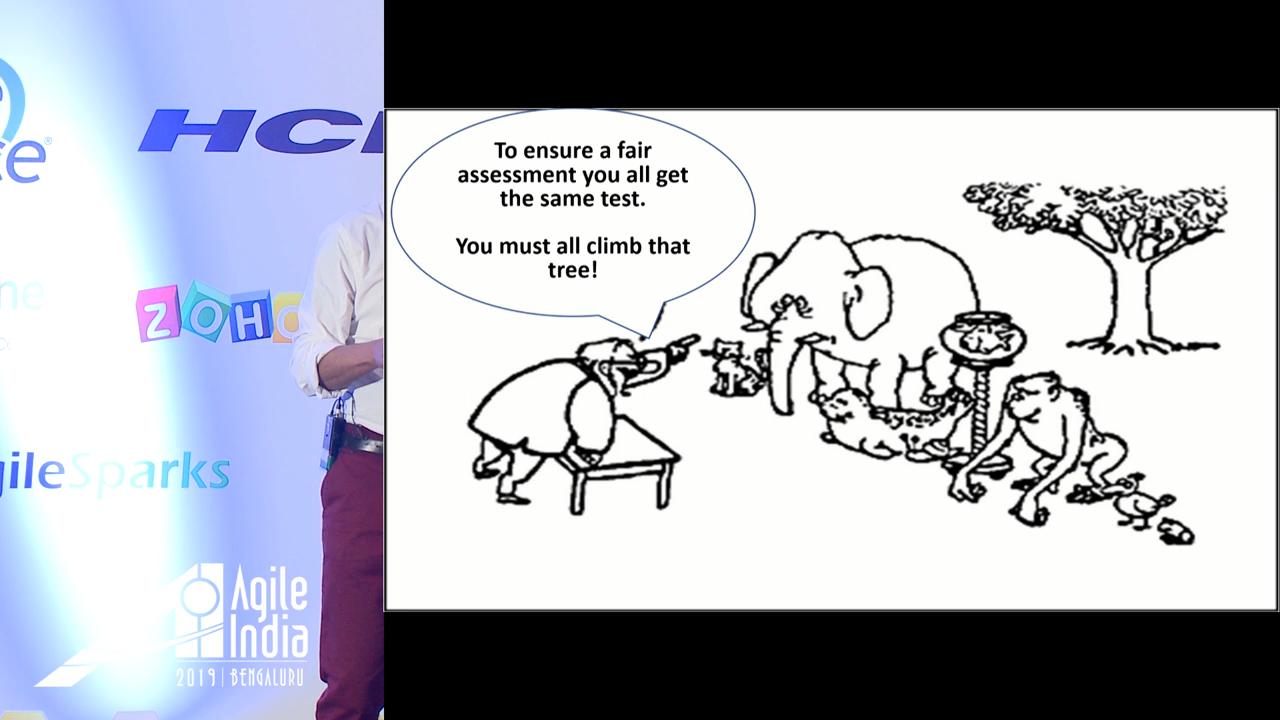 HCL
ZOHO
AgileSparks
Agile
India
2019 | BENGALURU
To ensure a fair
assessment you all get
the same test.
You must all climb that
tree!